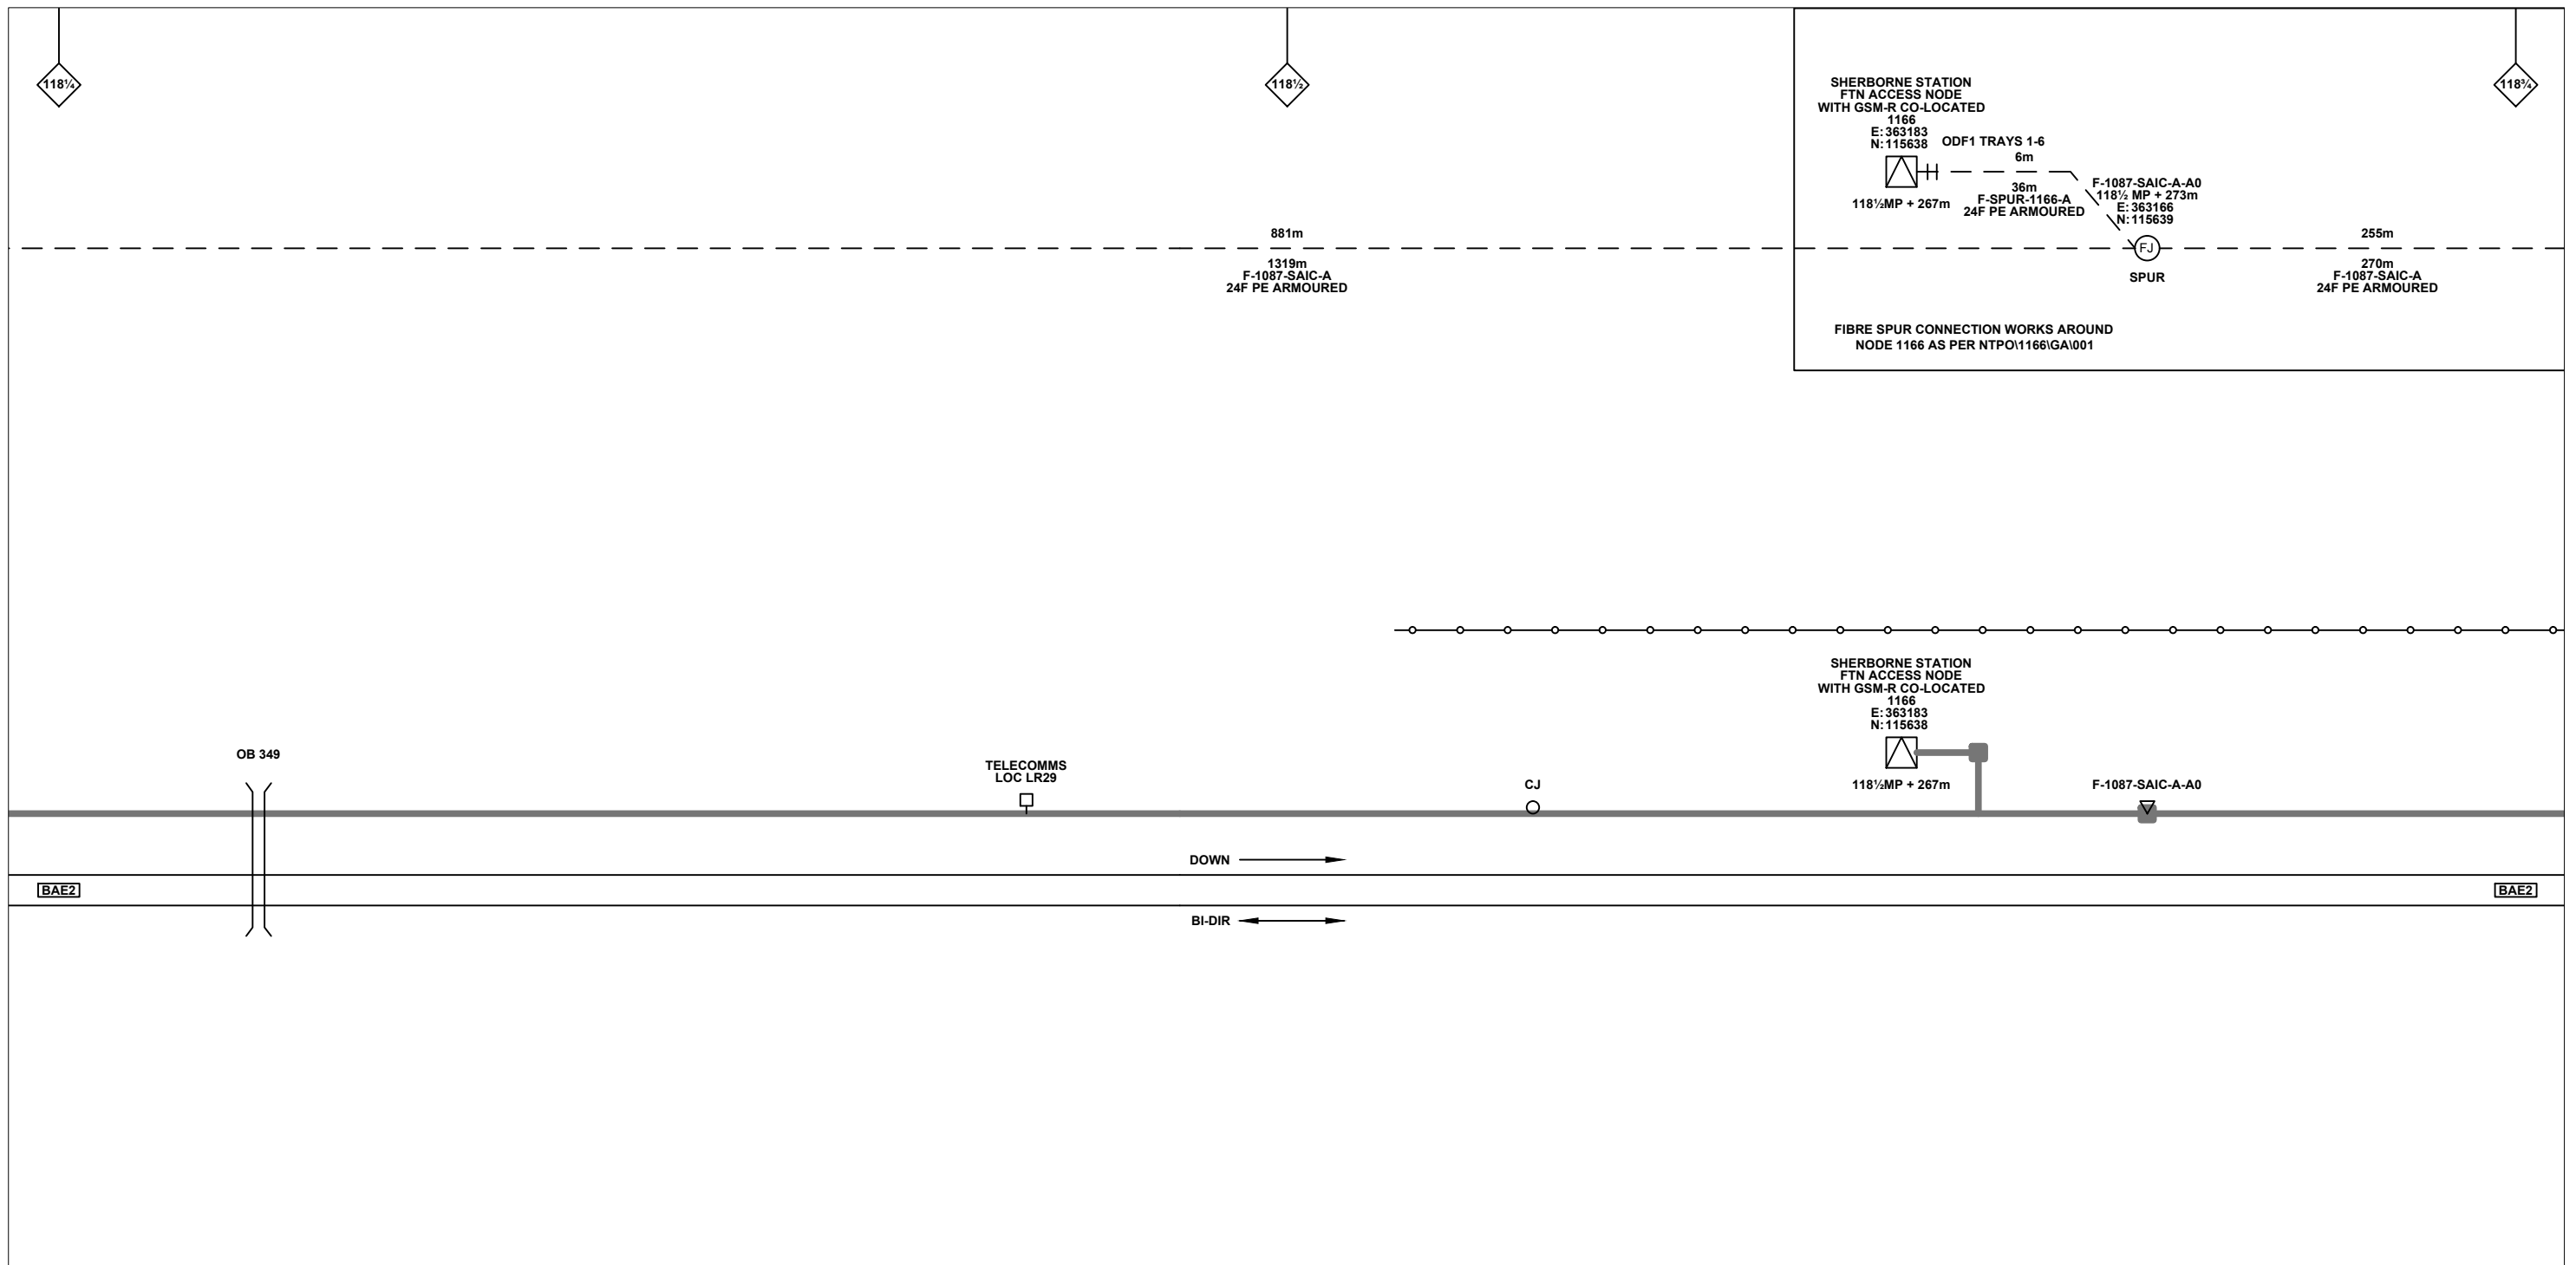 118¼
118½
118¾
SHERBORNE STATION
FTN ACCESS NODE
WITH GSM-R CO-LOCATED
1166
E: 363183
N: 115638
ODF1 TRAYS 1-6
6m
36m
F-SPUR-1166-A
24F PE ARMOURED
118½MP + 267m
F-1087-SAIC-A-A0
118½ MP + 273m
E: 363166
N: 115639
FJ
SPUR
881m
1319m
F-1087-SAIC-A
24F PE ARMOURED
255m
270m
F-1087-SAIC-A
24F PE ARMOURED
FIBRE SPUR CONNECTION WORKS AROUND
NODE 1166 AS PER NTPO\1166\GA\001
SHERBORNE STATION
FTN ACCESS NODE
WITH GSM-R CO-LOCATED
1166
E: 363183
N: 115638
118½MP + 267m
OB 349
TELECOMMS
LOC LR29
CJ
F-1087-SAIC-A-A0
DOWN
BAE2
BAE2
BI-DIR